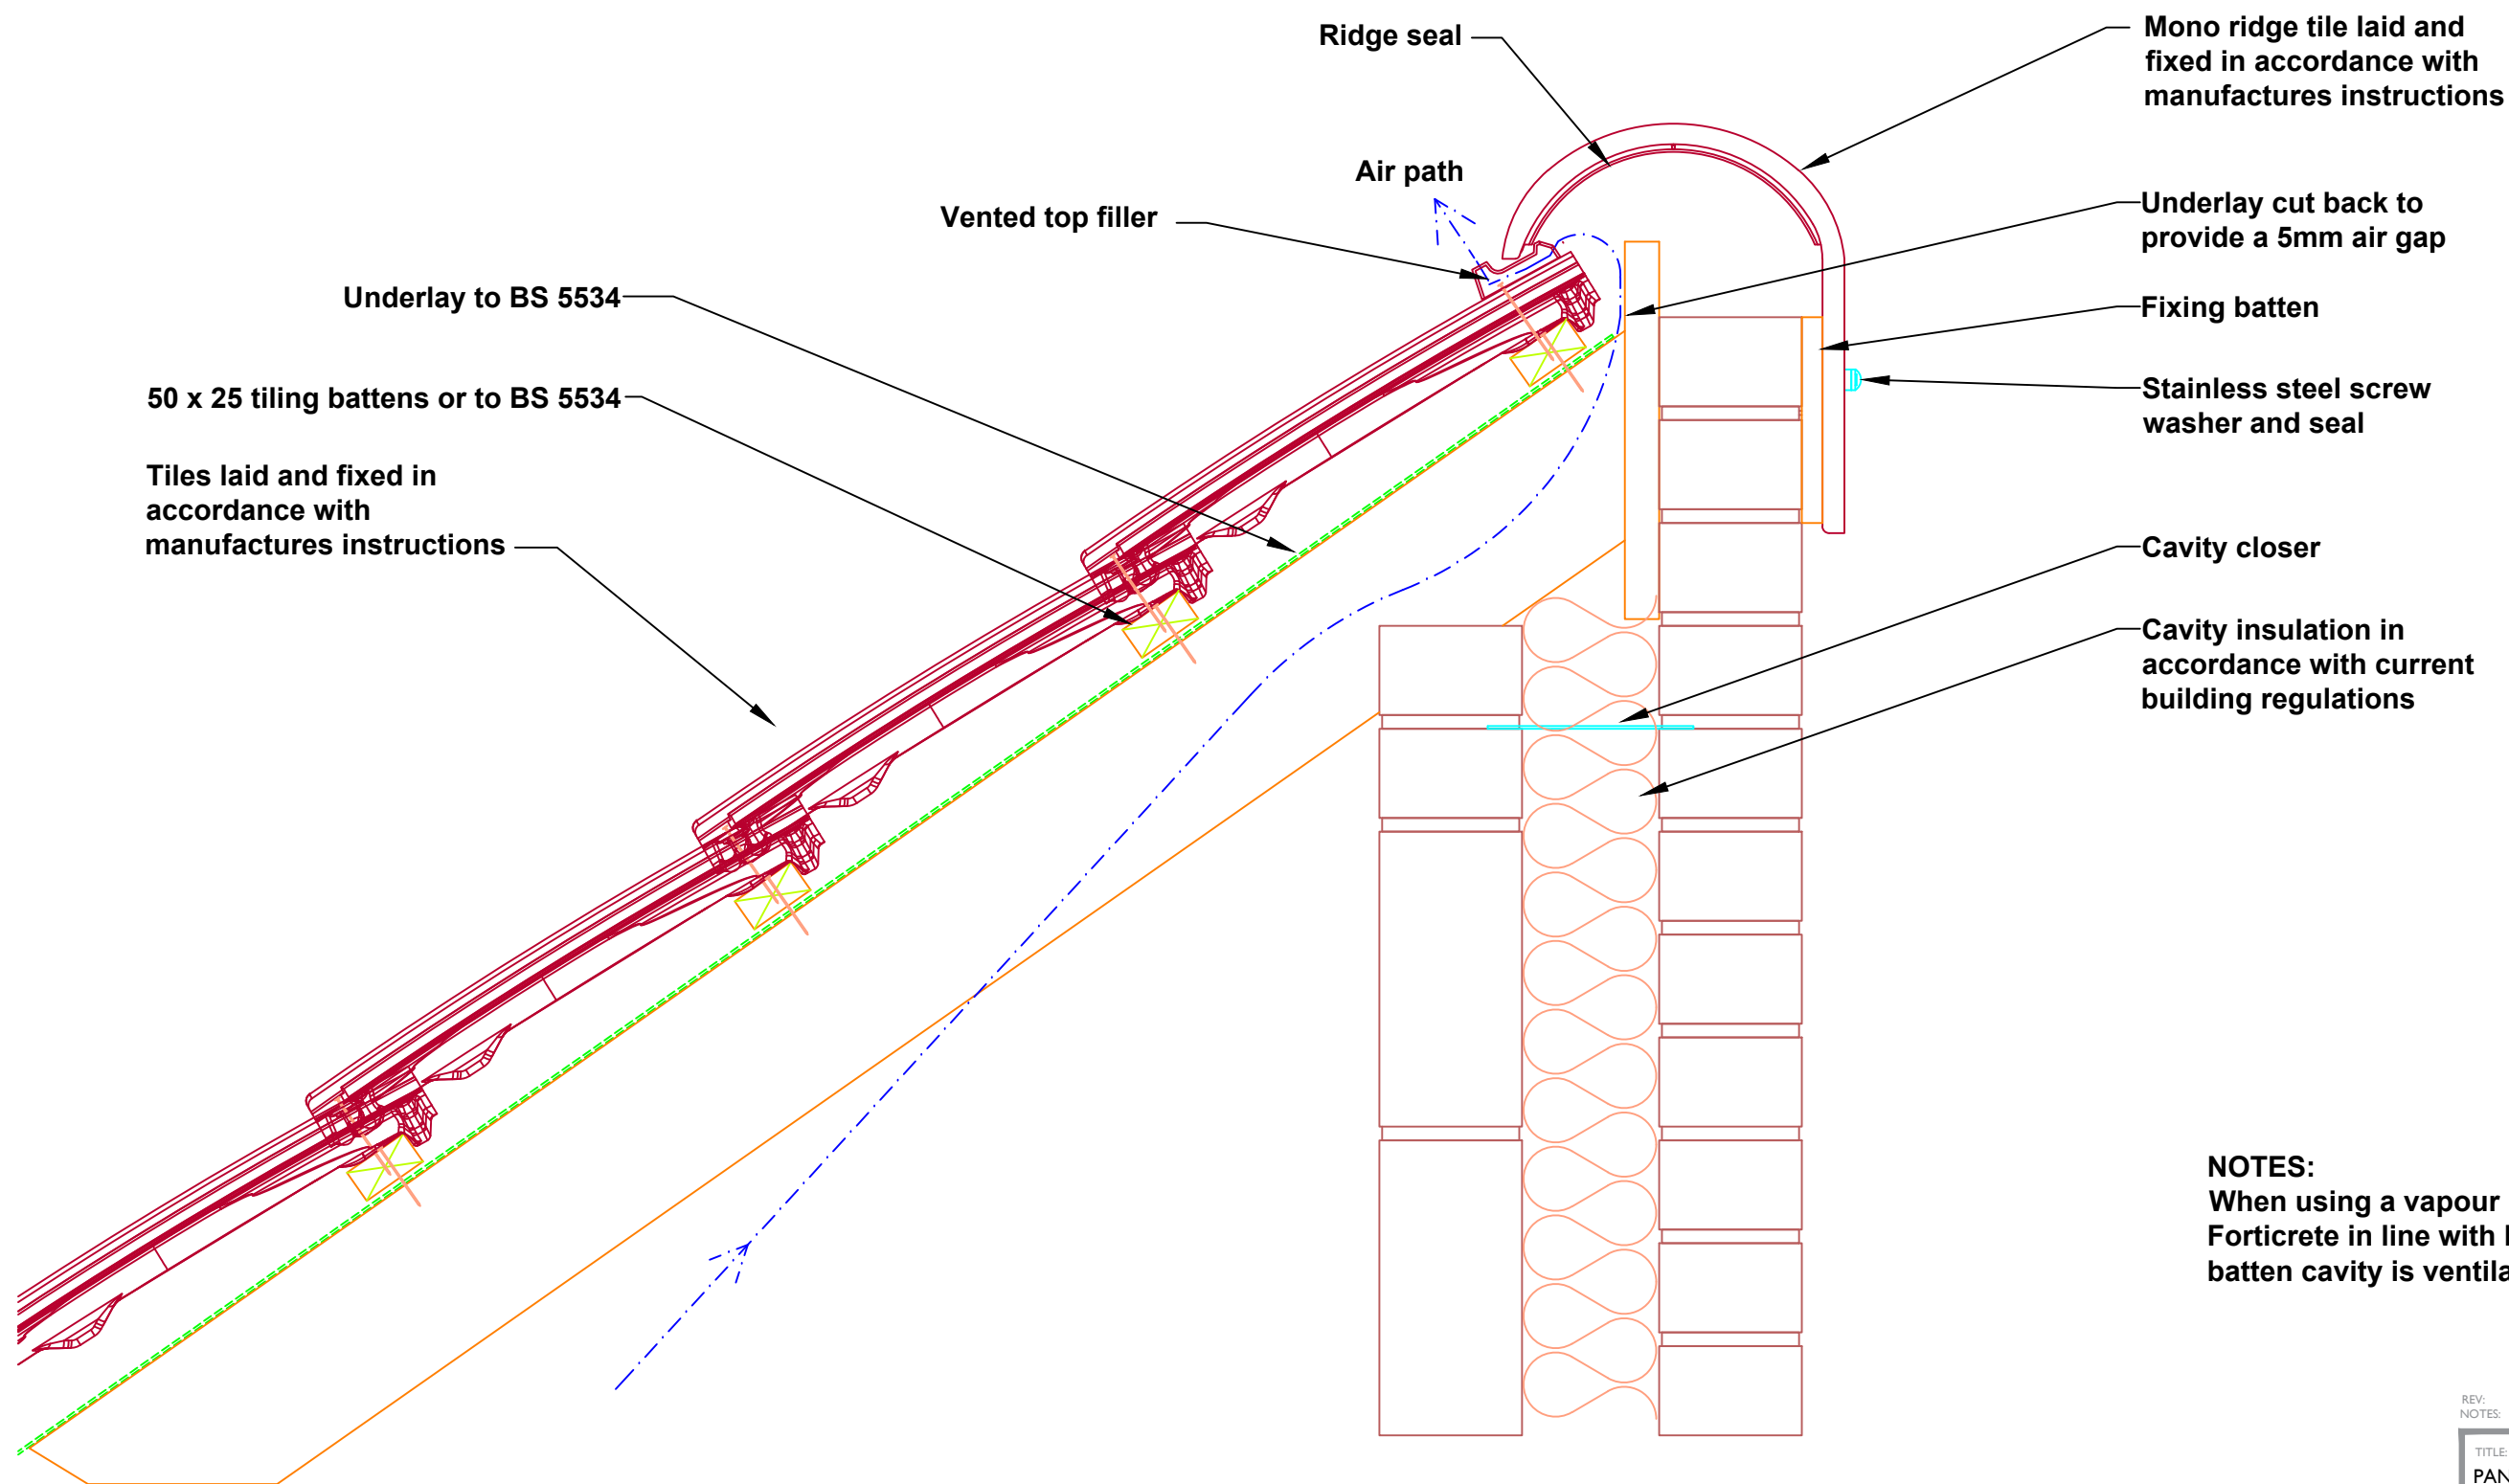 Ridge seal
Mono ridge tile laid and
fixed in accordance with
manufactures instructions
Air path
Vented top filler
Underlay cut back to
provide a 5mm air gap
Underlay to BS 5534
Fixing batten
50 x 25 tiling battens or to BS 5534
Stainless steel screw
washer and seal
Tiles laid and fixed in
accordance with
manufactures instructions
Cavity closer
Cavity insulation in
accordance with current
building regulations
NOTES:
When using a vapour
Forticrete in line with
batten cavity is
REV:
NOTES:
TITLE: